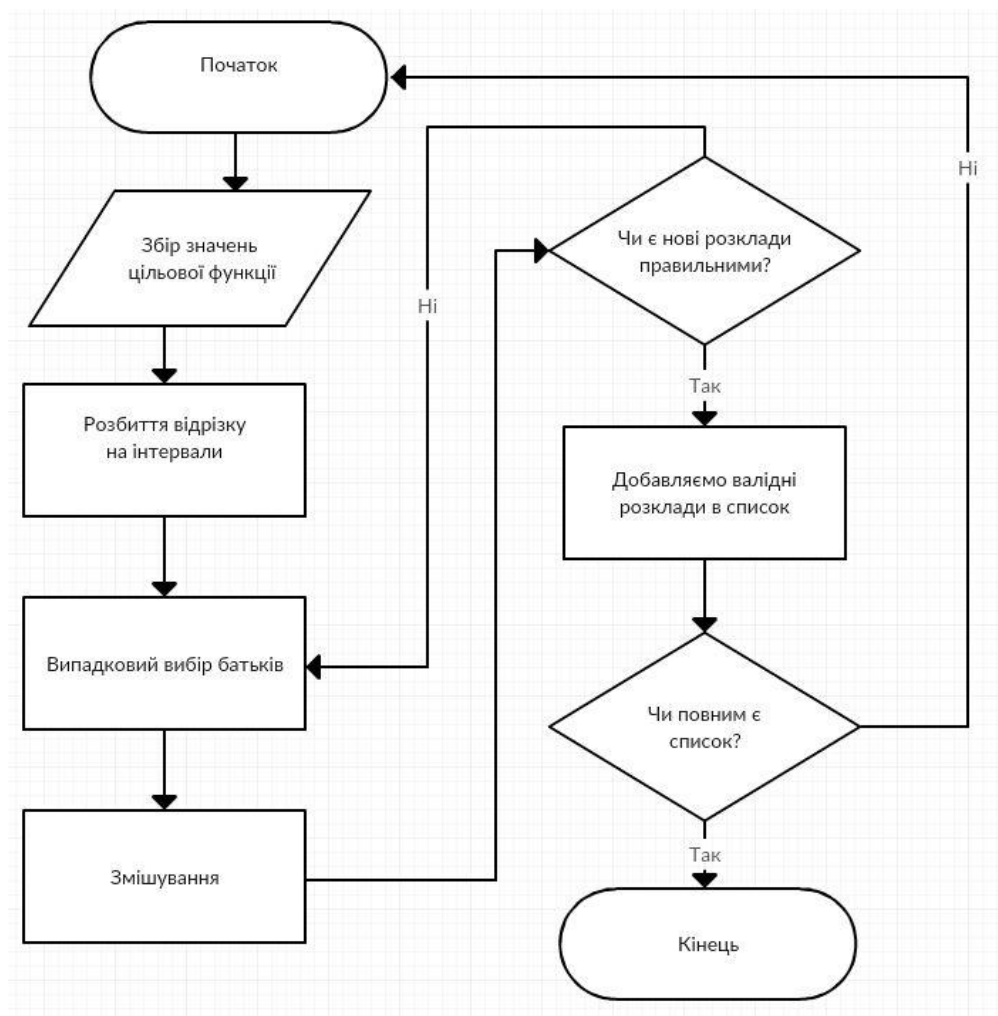 Початок
Збір значень
цільової функції
Розбиття відрізку
на інтервали
Випадковий вибір батьків
Змішування
Чи є нові розклади
правильними?
Ні
Так
Добавляємо валідні
розклади в список
Чи повним є
список?
Ні
Так
Кінець